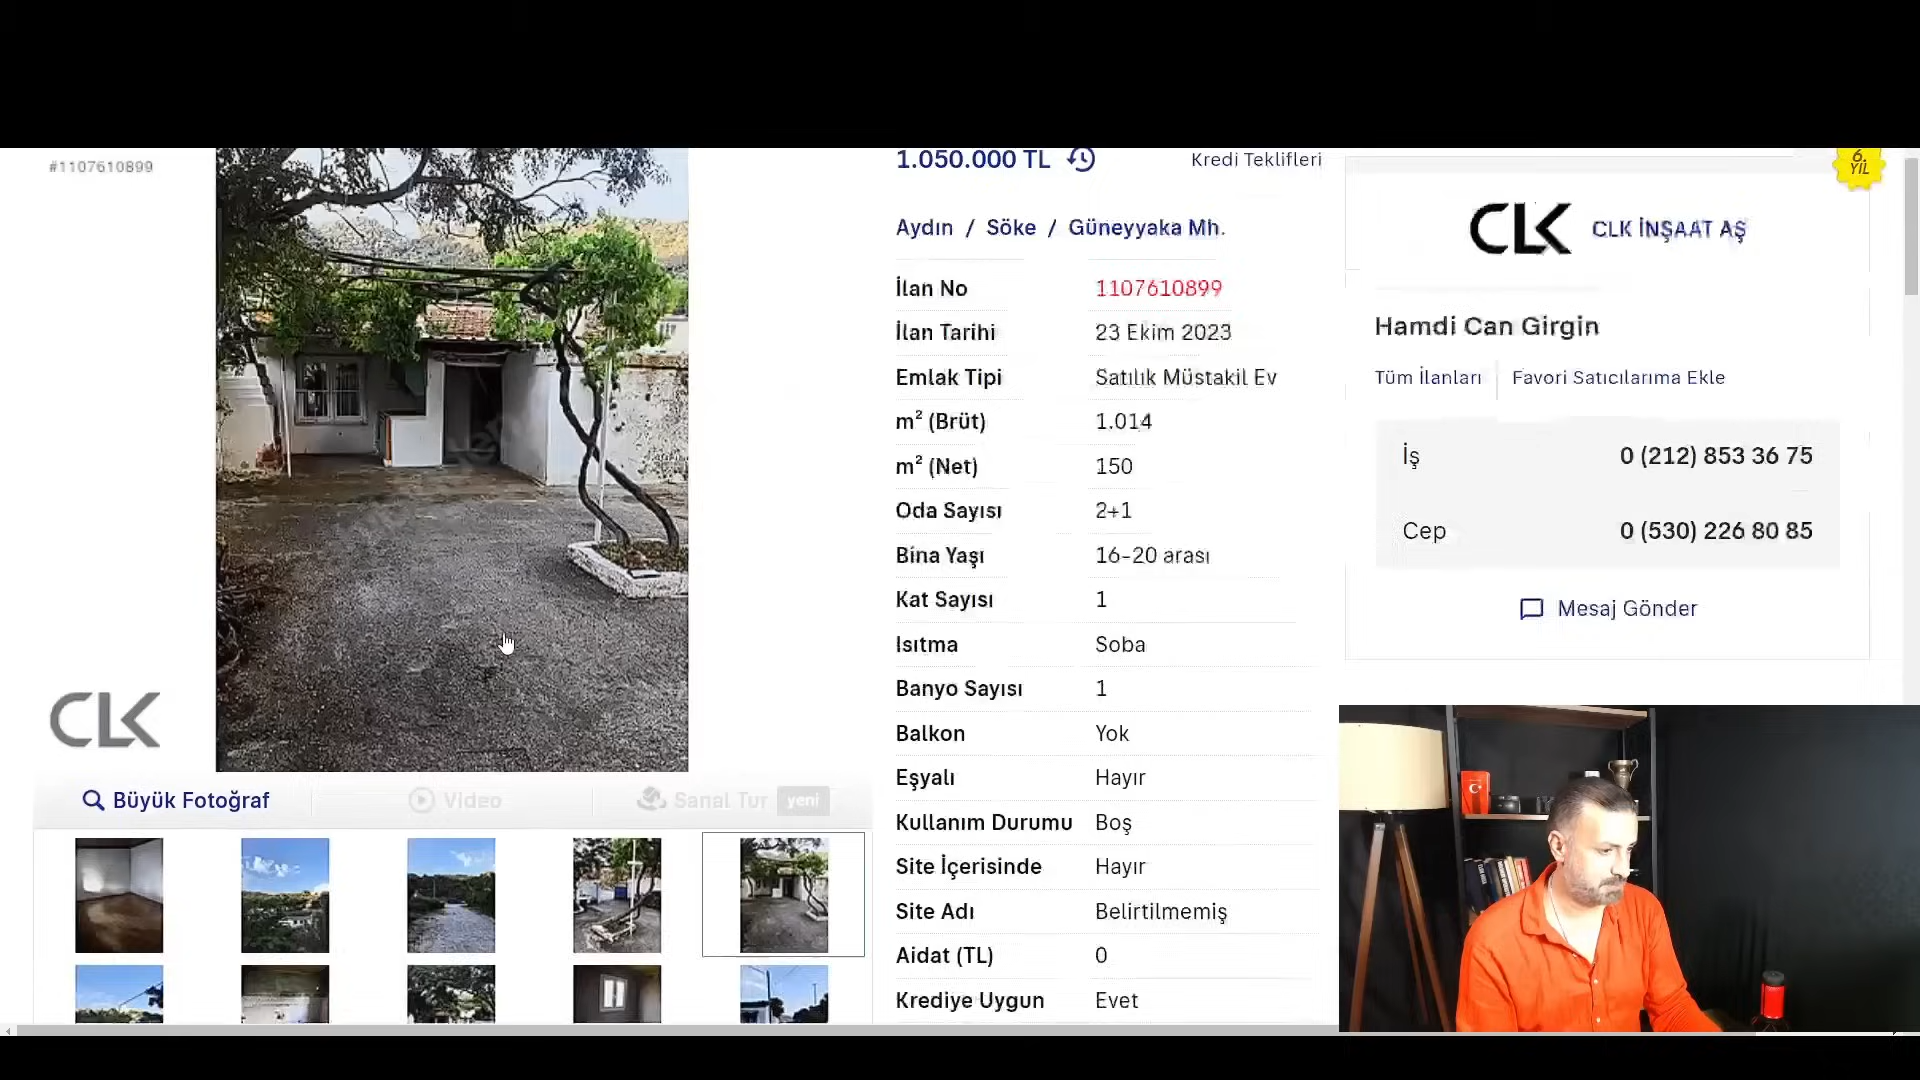 #1107610899
CLK
Büyük Fotoğraf
Video
Sanal Tur yeni
1.050.000 TL
Kredi Teklifleri
Aydın / Söke / Güneyyaka Mh.
İlan No 1107610899
İlan Tarihi 23 Ekim 2023
Emlak Tipi Satılık Müstakil Ev
m² (Brüt) 1.014
m² (Net) 150
Oda Sayısı 2+1
Bina Yaşı 16-20 arası
Kat Sayısı 1
Isıtma Soba
Banyo Sayısı 1
Balkon Yok
Eşyalı Hayır
Kullanım Durumu Boş
Site İçerisinde Hayır
Site Adı Belirtilmemiş
Aidat (TL) 0
Krediye Uygun Evet
6. YIL
CLK CLK İNŞAAT AŞ
Hamdi Can Girgin
Tüm İlanları
Favori Satıcılarıma Ekle
İş 0 (212) 853 36 75
Cep 0 (530) 226 80 85
Mesaj Gönder